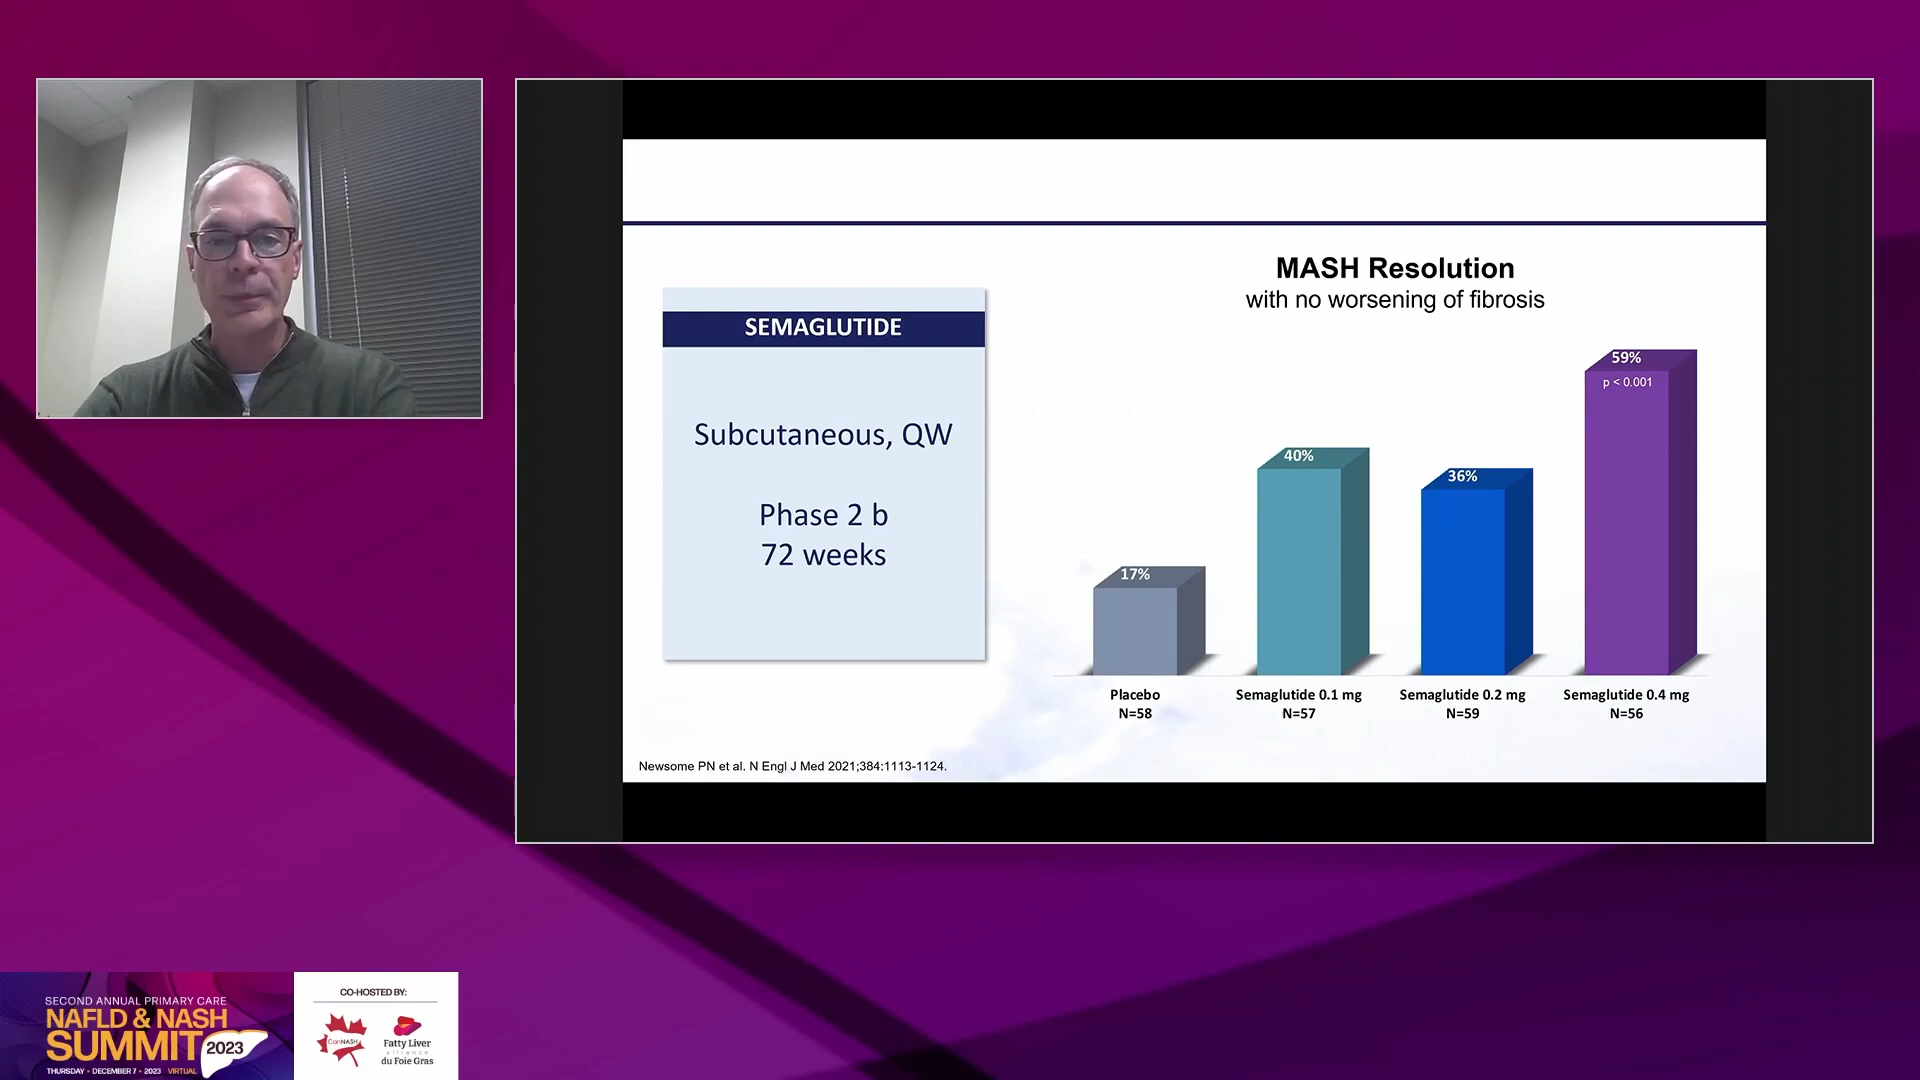 MASH Resolution
with no worsening of fibrosis
SEMAGLUTIDE
Subcutaneous, QW
Phase 2 b
72 weeks
59%
p < 0.001
40%
36%
17%
Placebo
N=58
Semaglutide 0.1 mg
N=57
Semaglutide 0.2 mg
N=59
Semaglutide 0.4 mg
N=56
Newsome PN et al. N Engl J Med 2021;384:1113-1124.
SECOND ANNUAL PRIMARY CARE
NAFLD & NASH
SUMMIT 2023
THURSDAY • DECEMBER 7 • 2023 VIRTUAL
CO-HOSTED BY:
CanNASH
Fatty Liver
alliance
du Foie Gras